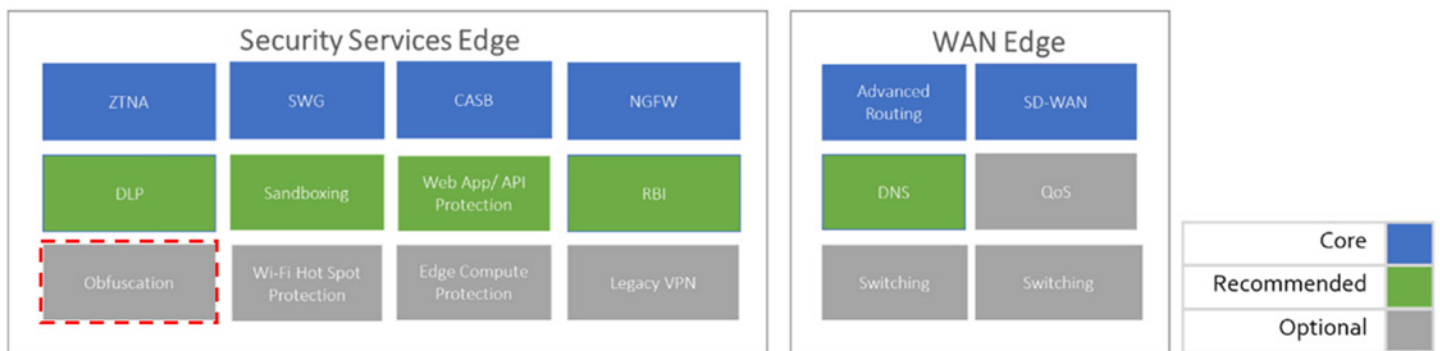 Security Services Edge
ZTNA
SWG
CASB
NGFW
DLP
Sandboxing
Web App/ API
Protection
RBI
Obfuscation
Wi-Fi Hot Spot
Protection
Edge Compute
Protection
Legacy VPN
WAN Edge
Advanced
Routing
SD-WAN
DNS
QoS
Switching
Switching
Core
Recommended
Optional